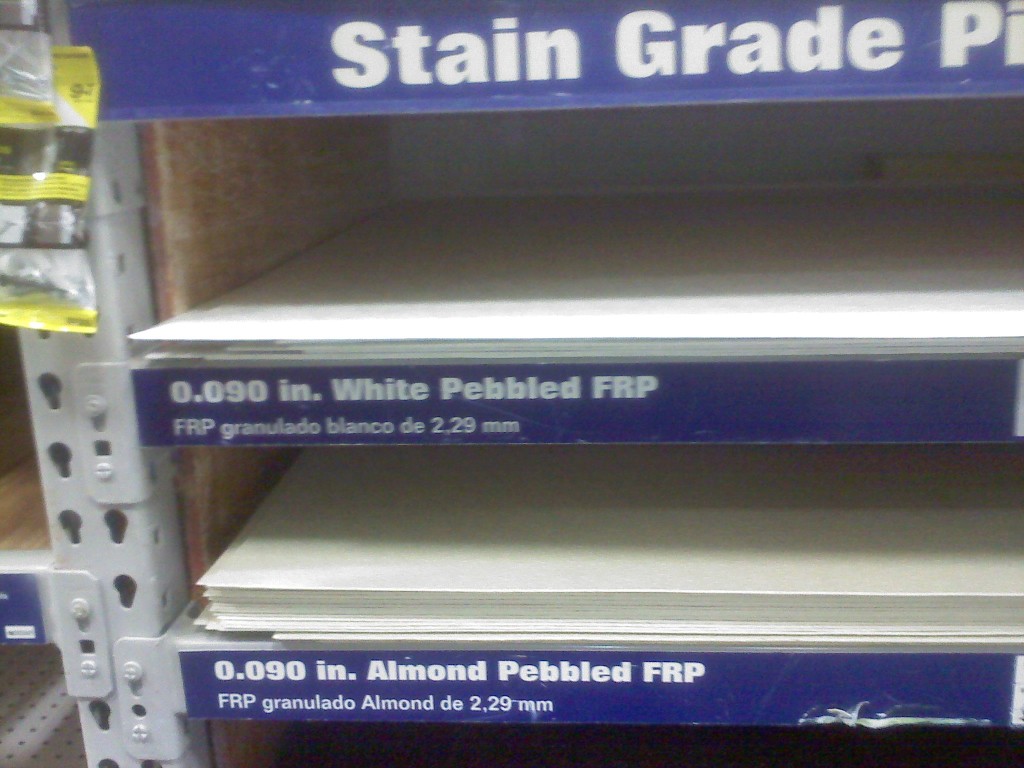 Stain Grade Pi
0.090 in. White Pebbled FRP
FRP granulado blanco de 2,29 mm
0.090 in. Almond Pebbled FRP
FRP granulado Almond de 2,29 mm